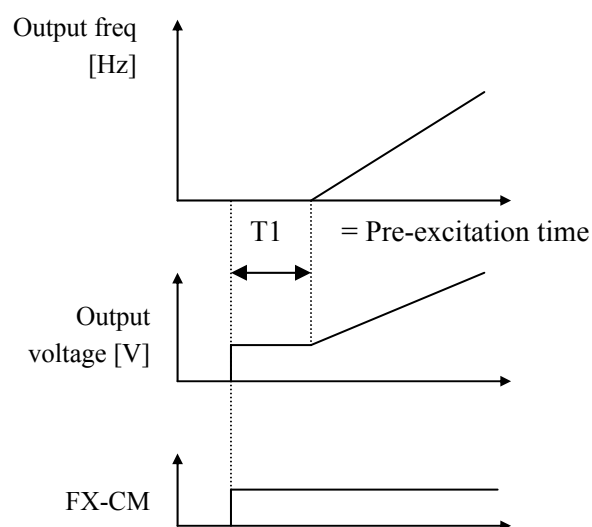 Output freq
[Hz]
T1 = Pre-excitation time
Output
voltage [V]
FX-CM